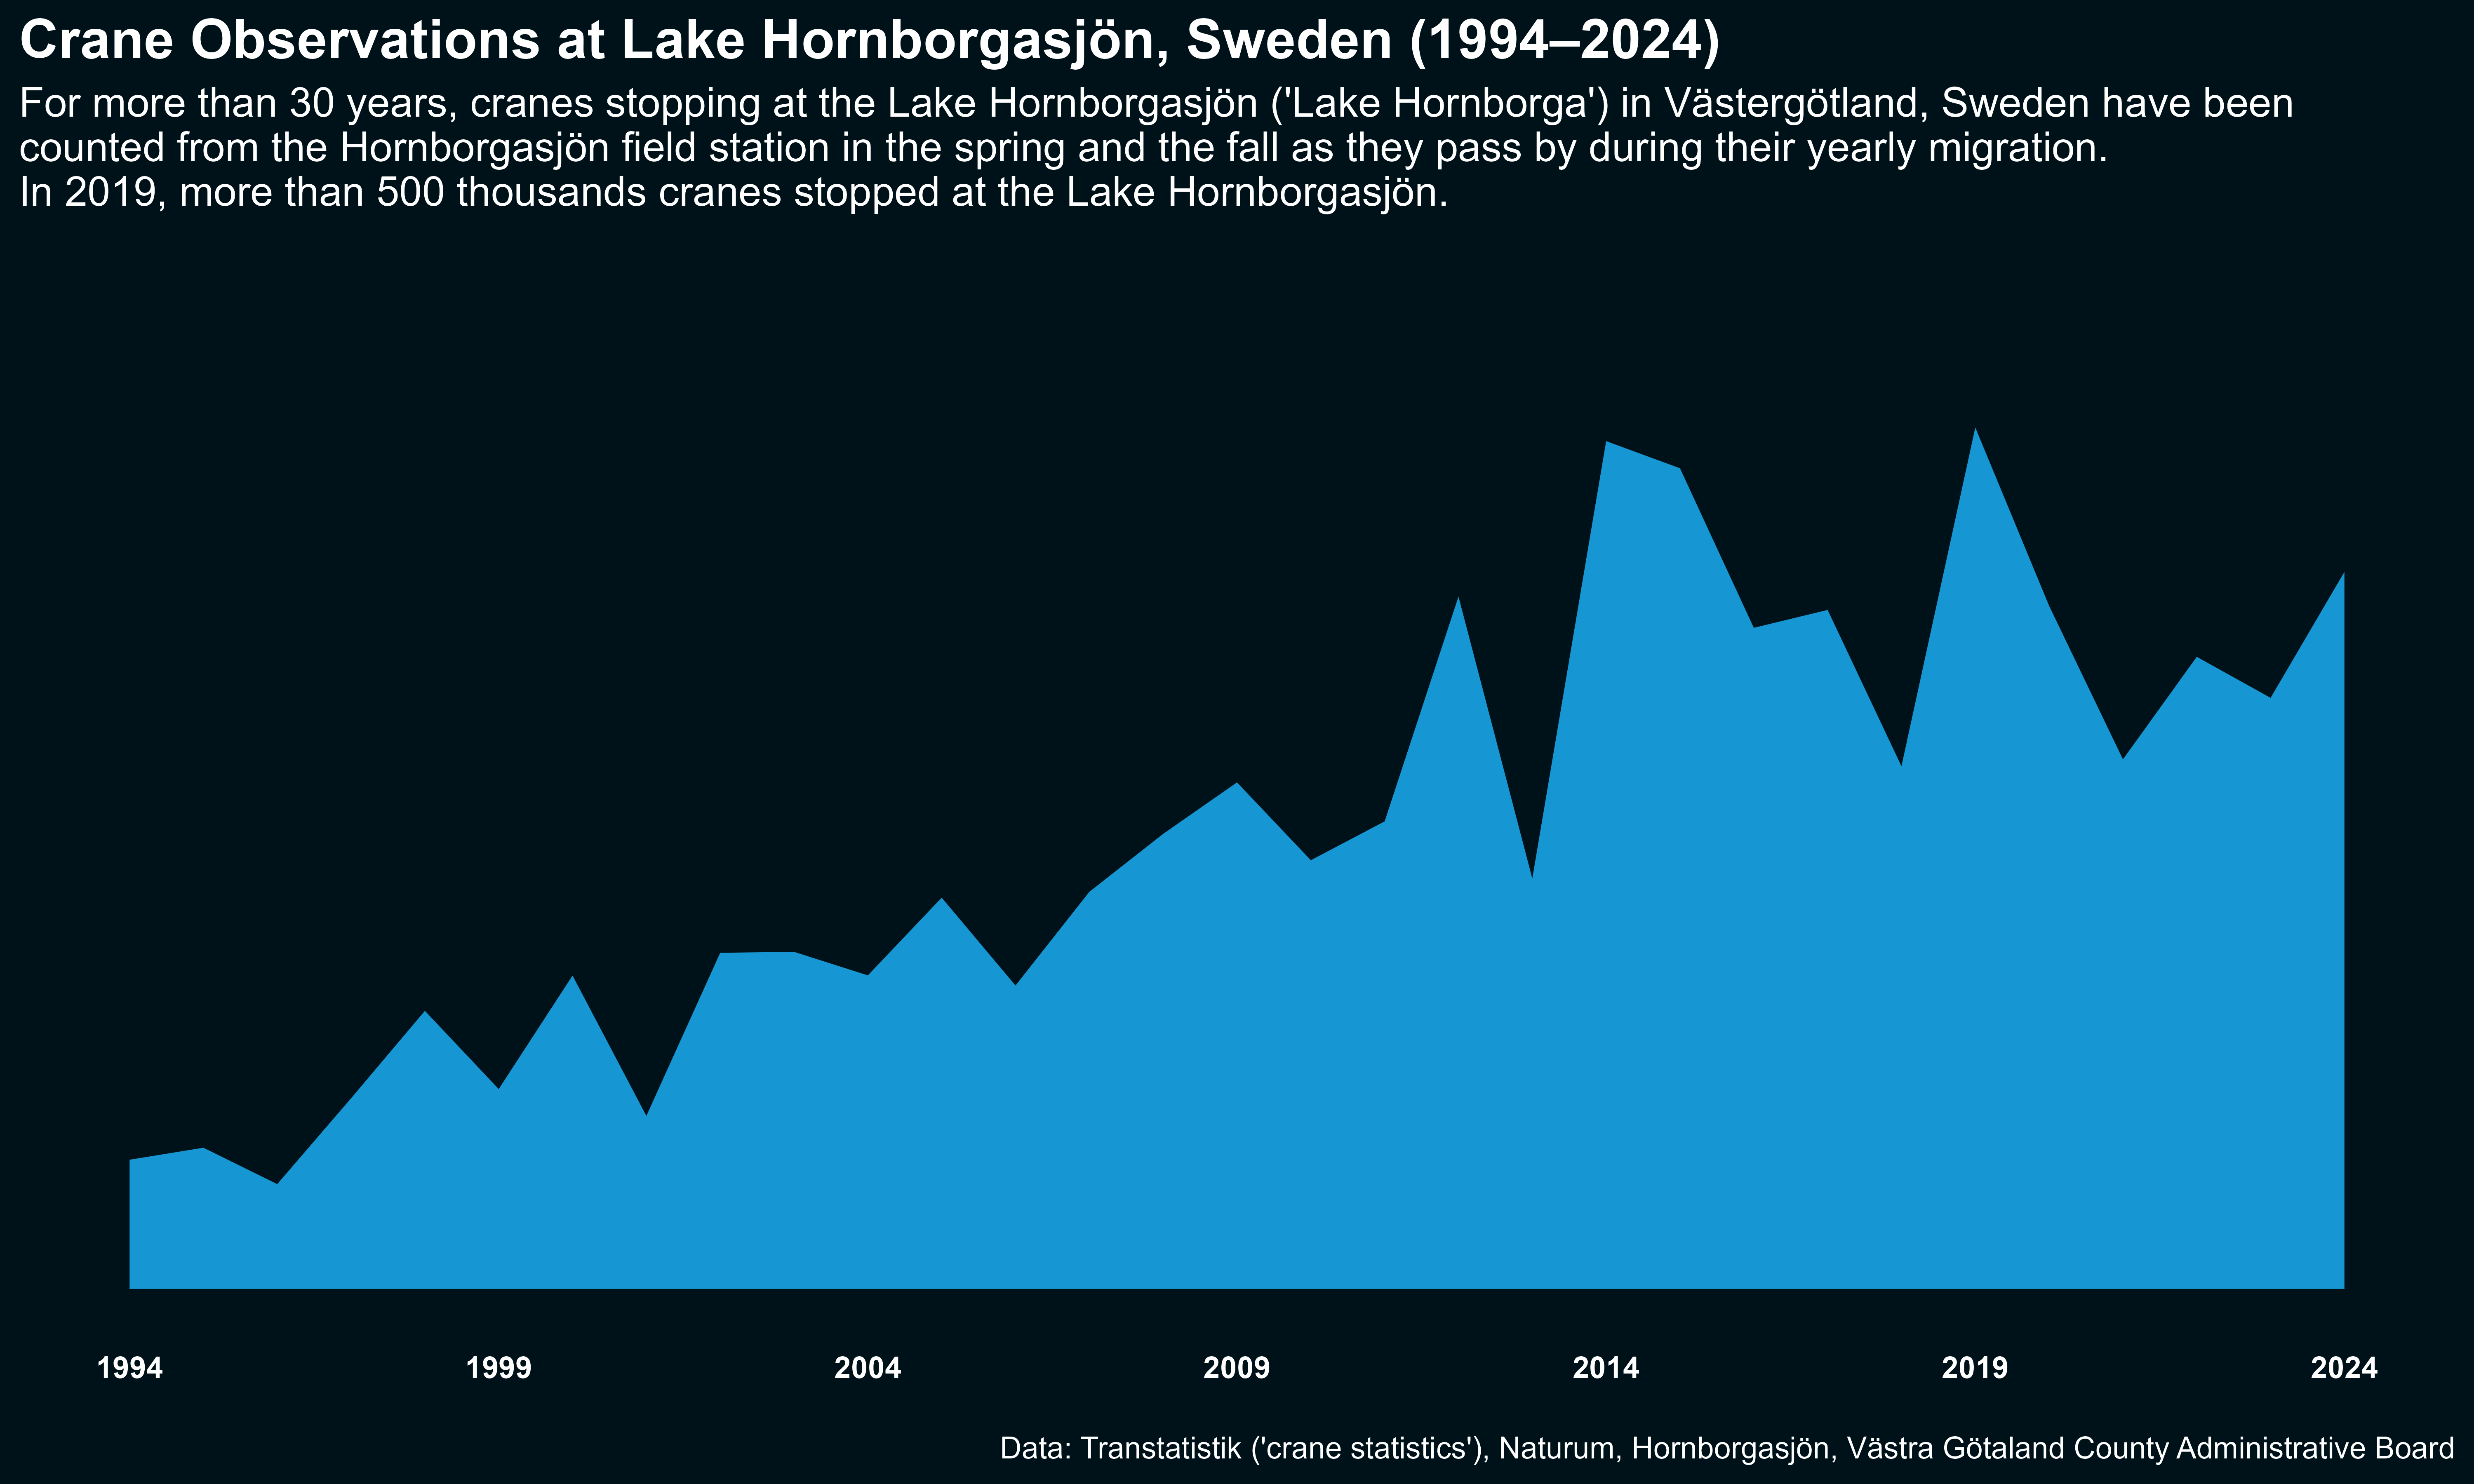 Crane Observations at Lake Hornborgasjön, Sweden (1994–2024)
For more than 30 years, cranes stopping at the Lake Hornborgasjön ('Lake Hornborga') in Västergötland, Sweden have been
counted from the Hornborgasjön field station in the spring and the fall as they pass by during their yearly migration.
In 2019, more than 500 thousands cranes stopped at the Lake Hornborgasjön.
1994 1999 2004 2009 2014 2019 2024
Data: Transtatistik ('crane statistics'), Naturum, Hornborgasjön, Västra Götaland County Administrative Board